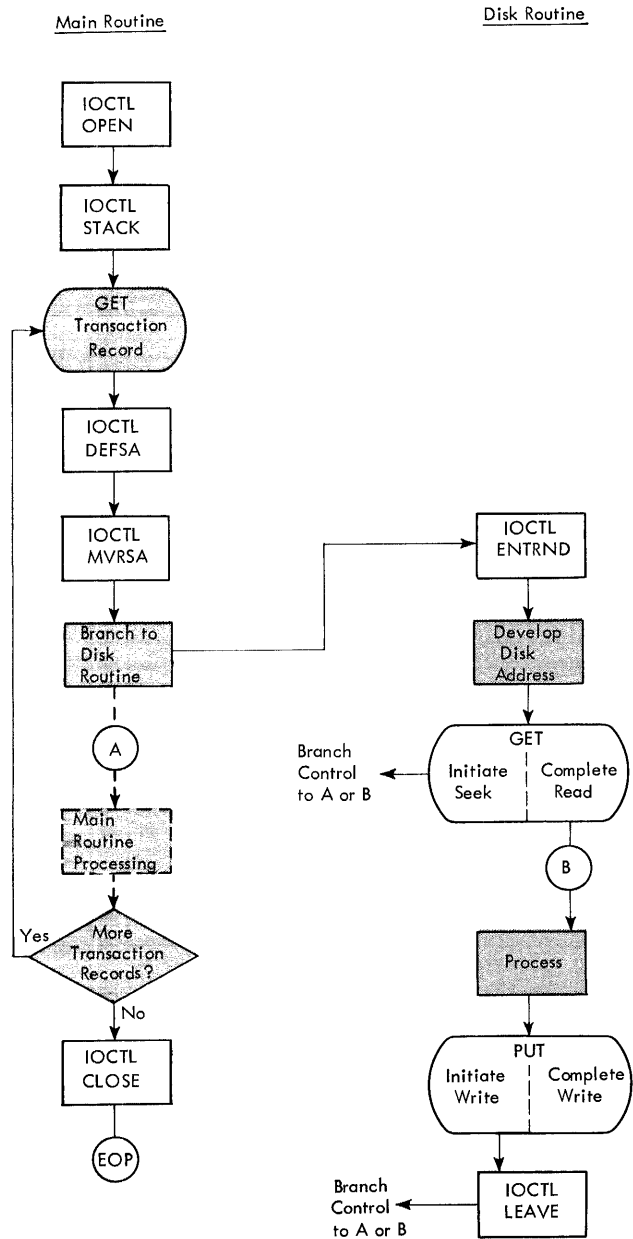 Main Routine
Disk Routine
IOCTL
OPEN
IOCTL
STACK
GET
Transaction
Record
IOCTL
DEFSA
IOCTL
MVRSA
Branch to
Disk
Routine
A
Main
Routine
Processing
Yes
More
Transaction
Records?
No
IOCTL
CLOSE
EOP
IOCTL
ENTRND
Develop
Disk
Address
GET
Initiate
Seek
Complete
Read
Branch
Control
to A or B
B
Process
PUT
Initiate
Write
Complete
Write
IOCTL
LEAVE
Branch
Control
to A or B